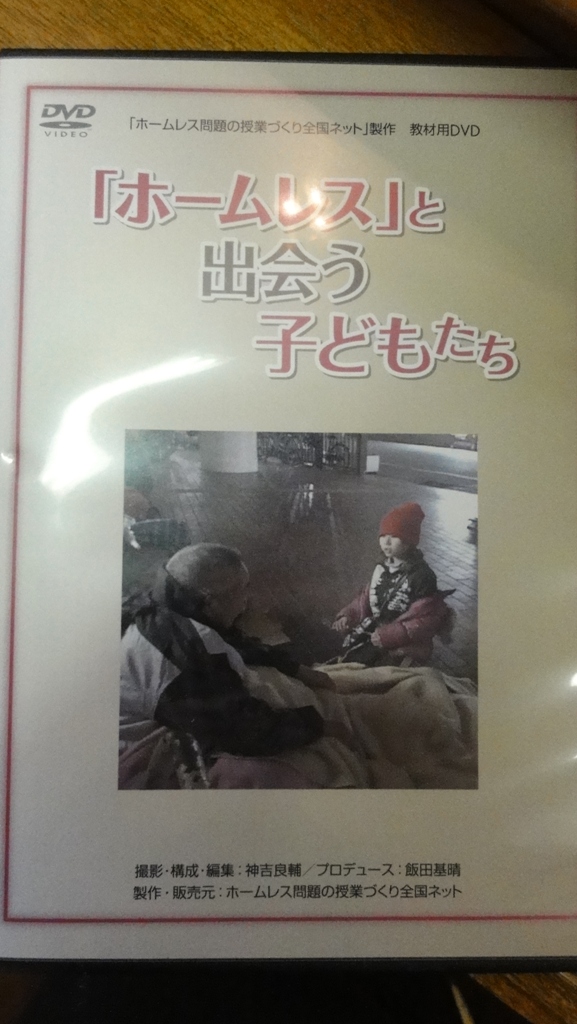 DVD
VIDEO
「ホームレス問題の授業づくり全国ネット」製作　教材用DVD
「ホームレス」と
出会う
子どもたち
撮影・構成・編集：神吉良輔／プロデュース：飯田基晴
製作・販売元：ホームレス問題の授業づくり全国ネット